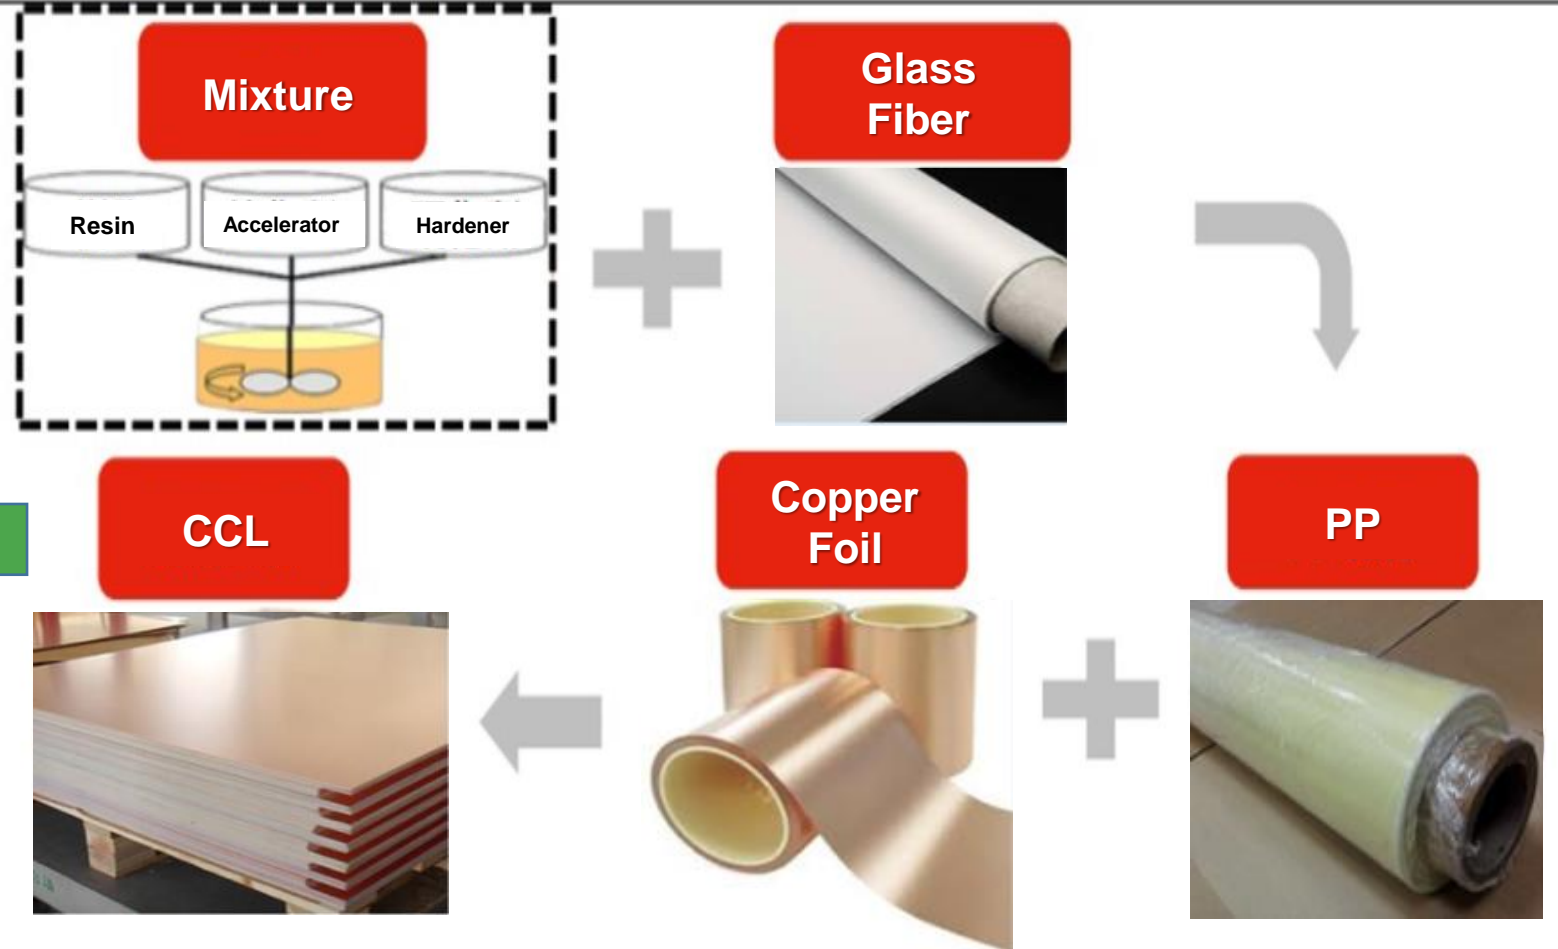 Mixture
Glass
Fiber
Resin
Accelerator
Hardener
CCL
Copper
Foil
PP